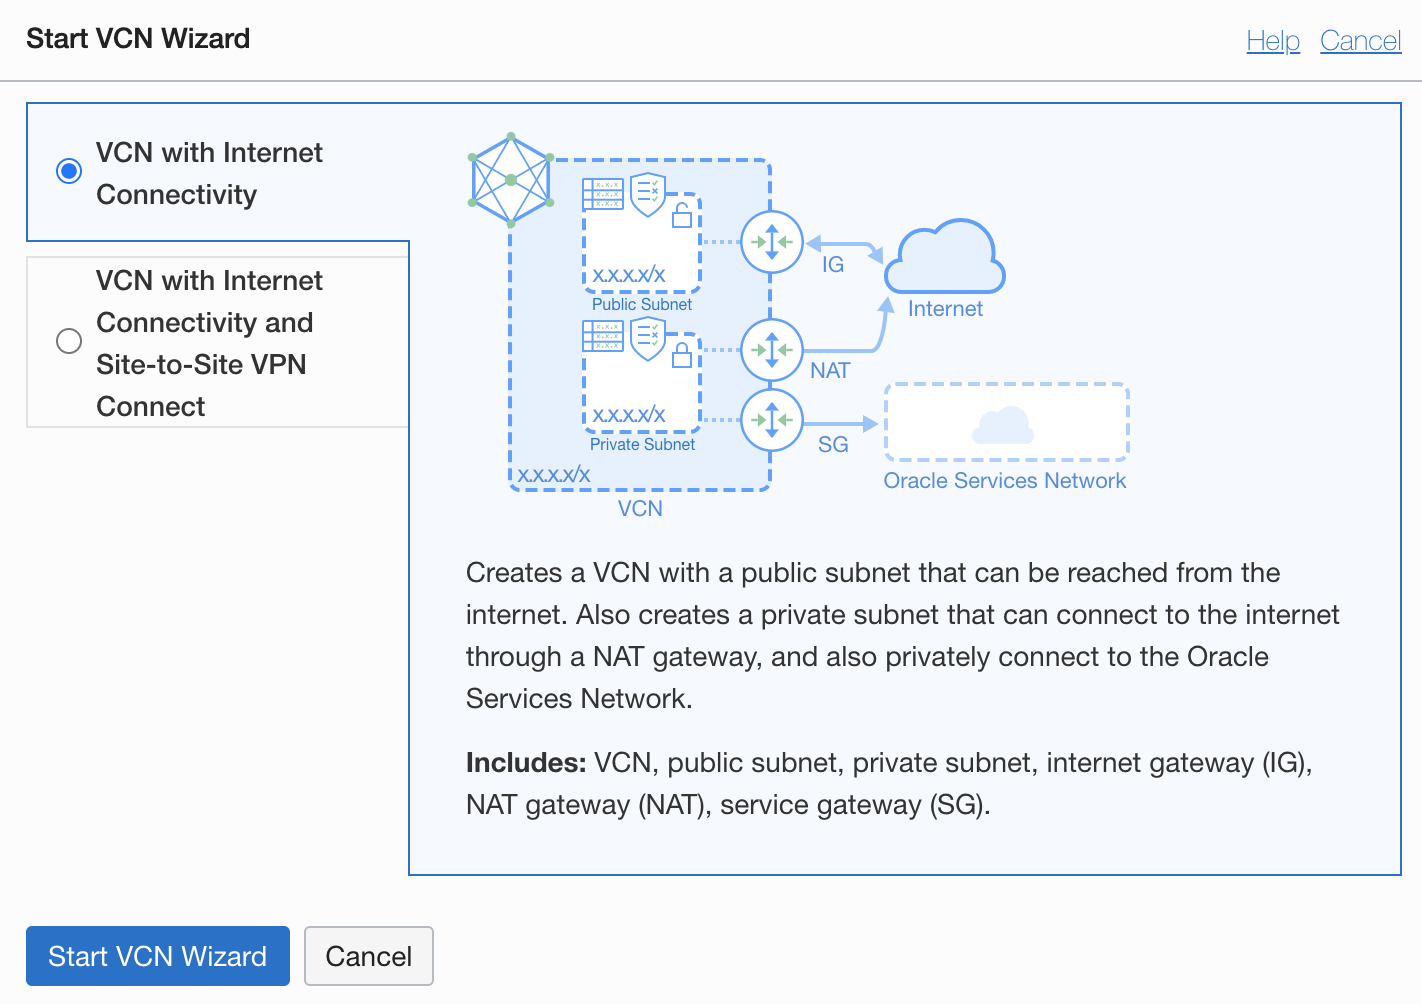 Start VCN Wizard
Help Cancel
VCN with Internet
Connectivity
VCN with Internet
Connectivity and
Site-to-Site VPN
Connect
x.x.x.x/x
Public Subnet
x.x.x.x/x
Private Subnet
x.x.x.x/x
VCN
IG
Internet
NAT
SG
Oracle Services Network
Creates a VCN with a public subnet that can be reached from the
internet. Also creates a private subnet that can connect to the internet
through a NAT gateway, and also privately connect to the Oracle
Services Network.
Includes: VCN, public subnet, private subnet, internet gateway (IG),
NAT gateway (NAT), service gateway (SG).
Start VCN Wizard
Cancel